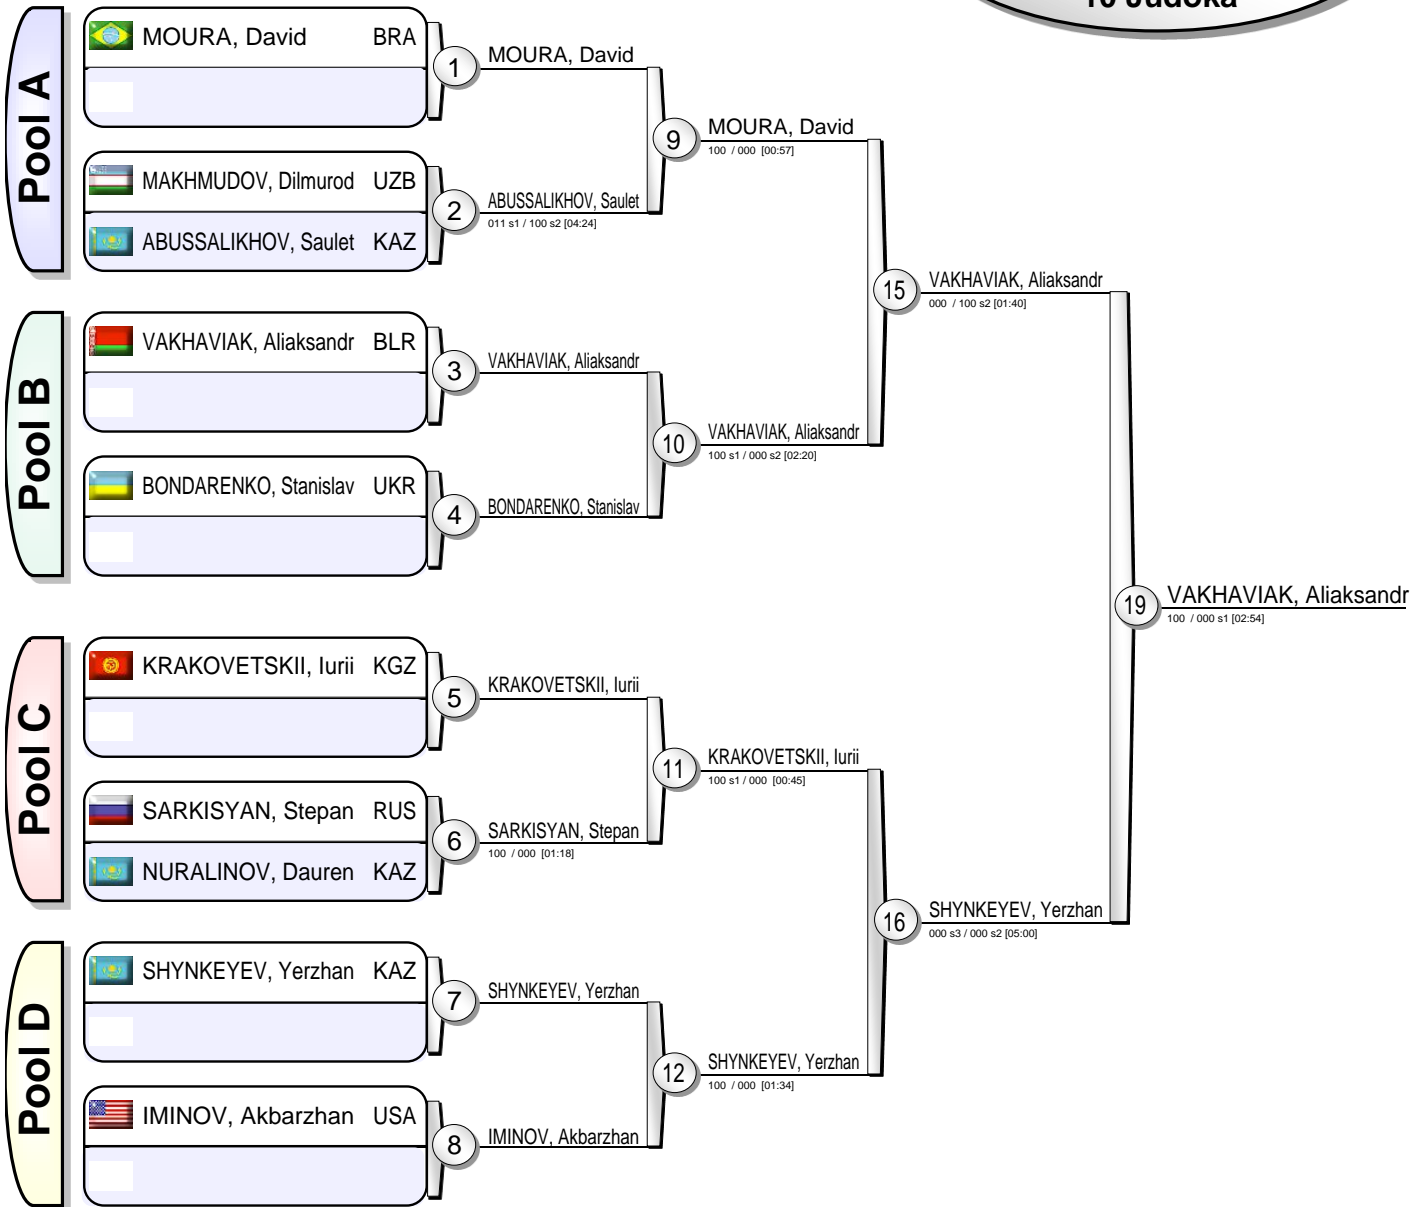 10 Judoka
Pool A
MOURA, David BRA
1
MOURA, David
MAKHMUDOV, Dilmurod UZB
ABUSSALIKHOV, Saulet KAZ
2
ABUSSALIKHOV, Saulet
011 s1 / 100 s2 [04:24]
9
MOURA, David
100 / 000 [00:57]
Pool B
VAKHAVIAK, Aliaksandr BLR
3
VAKHAVIAK, Aliaksandr
BONDARENKO, Stanislav UKR
4
BONDARENKO, Stanislav
10
VAKHAVIAK, Aliaksandr
100 s1 / 000 s2 [02:20]
15
VAKHAVIAK, Aliaksandr
000 / 100 s2 [01:40]
Pool C
KRAKOVETSKII, Iurii KGZ
5
KRAKOVETSKII, Iurii
SARKISYAN, Stepan RUS
NURALINOV, Dauren KAZ
6
SARKISYAN, Stepan
100 / 000 [01:18]
11
KRAKOVETSKII, Iurii
100 s1 / 000 [00:45]
Pool D
SHYNKEYEV, Yerzhan KAZ
7
SHYNKEYEV, Yerzhan
IMINOV, Akbarzhan USA
8
IMINOV, Akbarzhan
12
SHYNKEYEV, Yerzhan
100 / 000 [01:34]
16
SHYNKEYEV, Yerzhan
000 s3 / 000 s2 [05:00]
19
VAKHAVIAK, Aliaksandr
100 / 000 s1 [02:54]